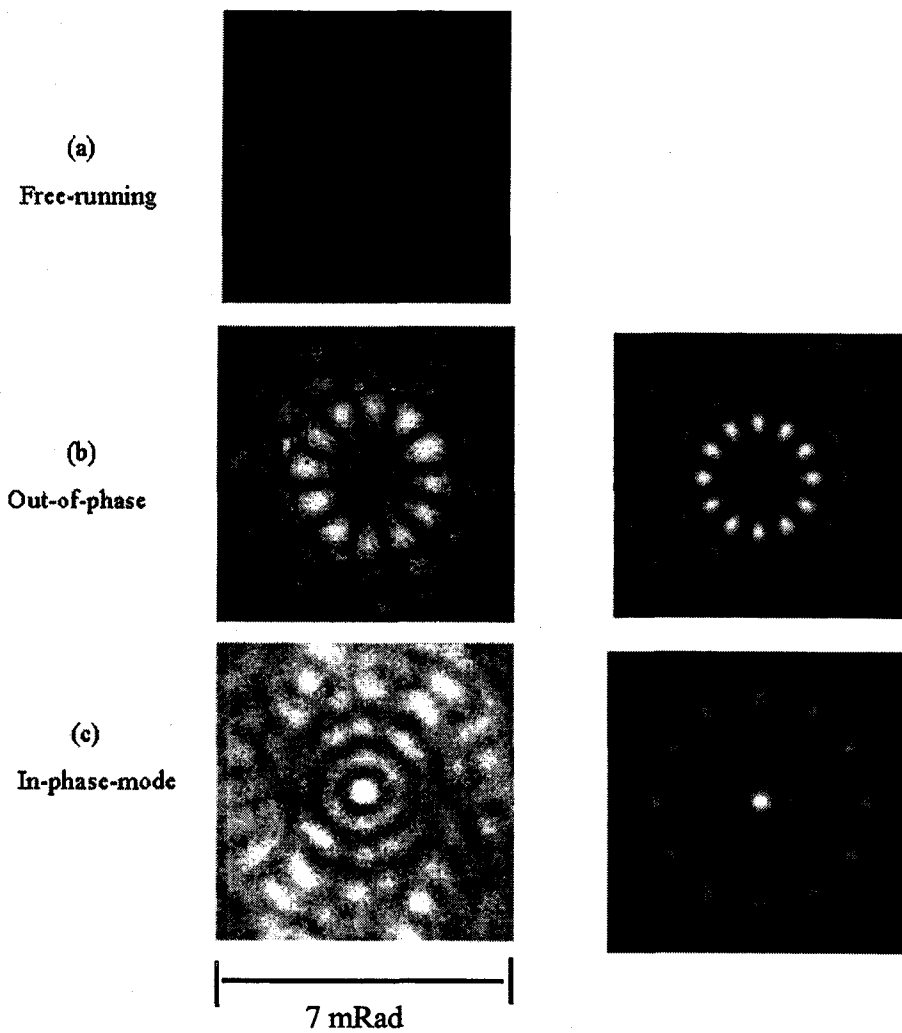 (a)
Free-running
(b)
Out-of-phase
(c)
In-phase-mode
7 mRad